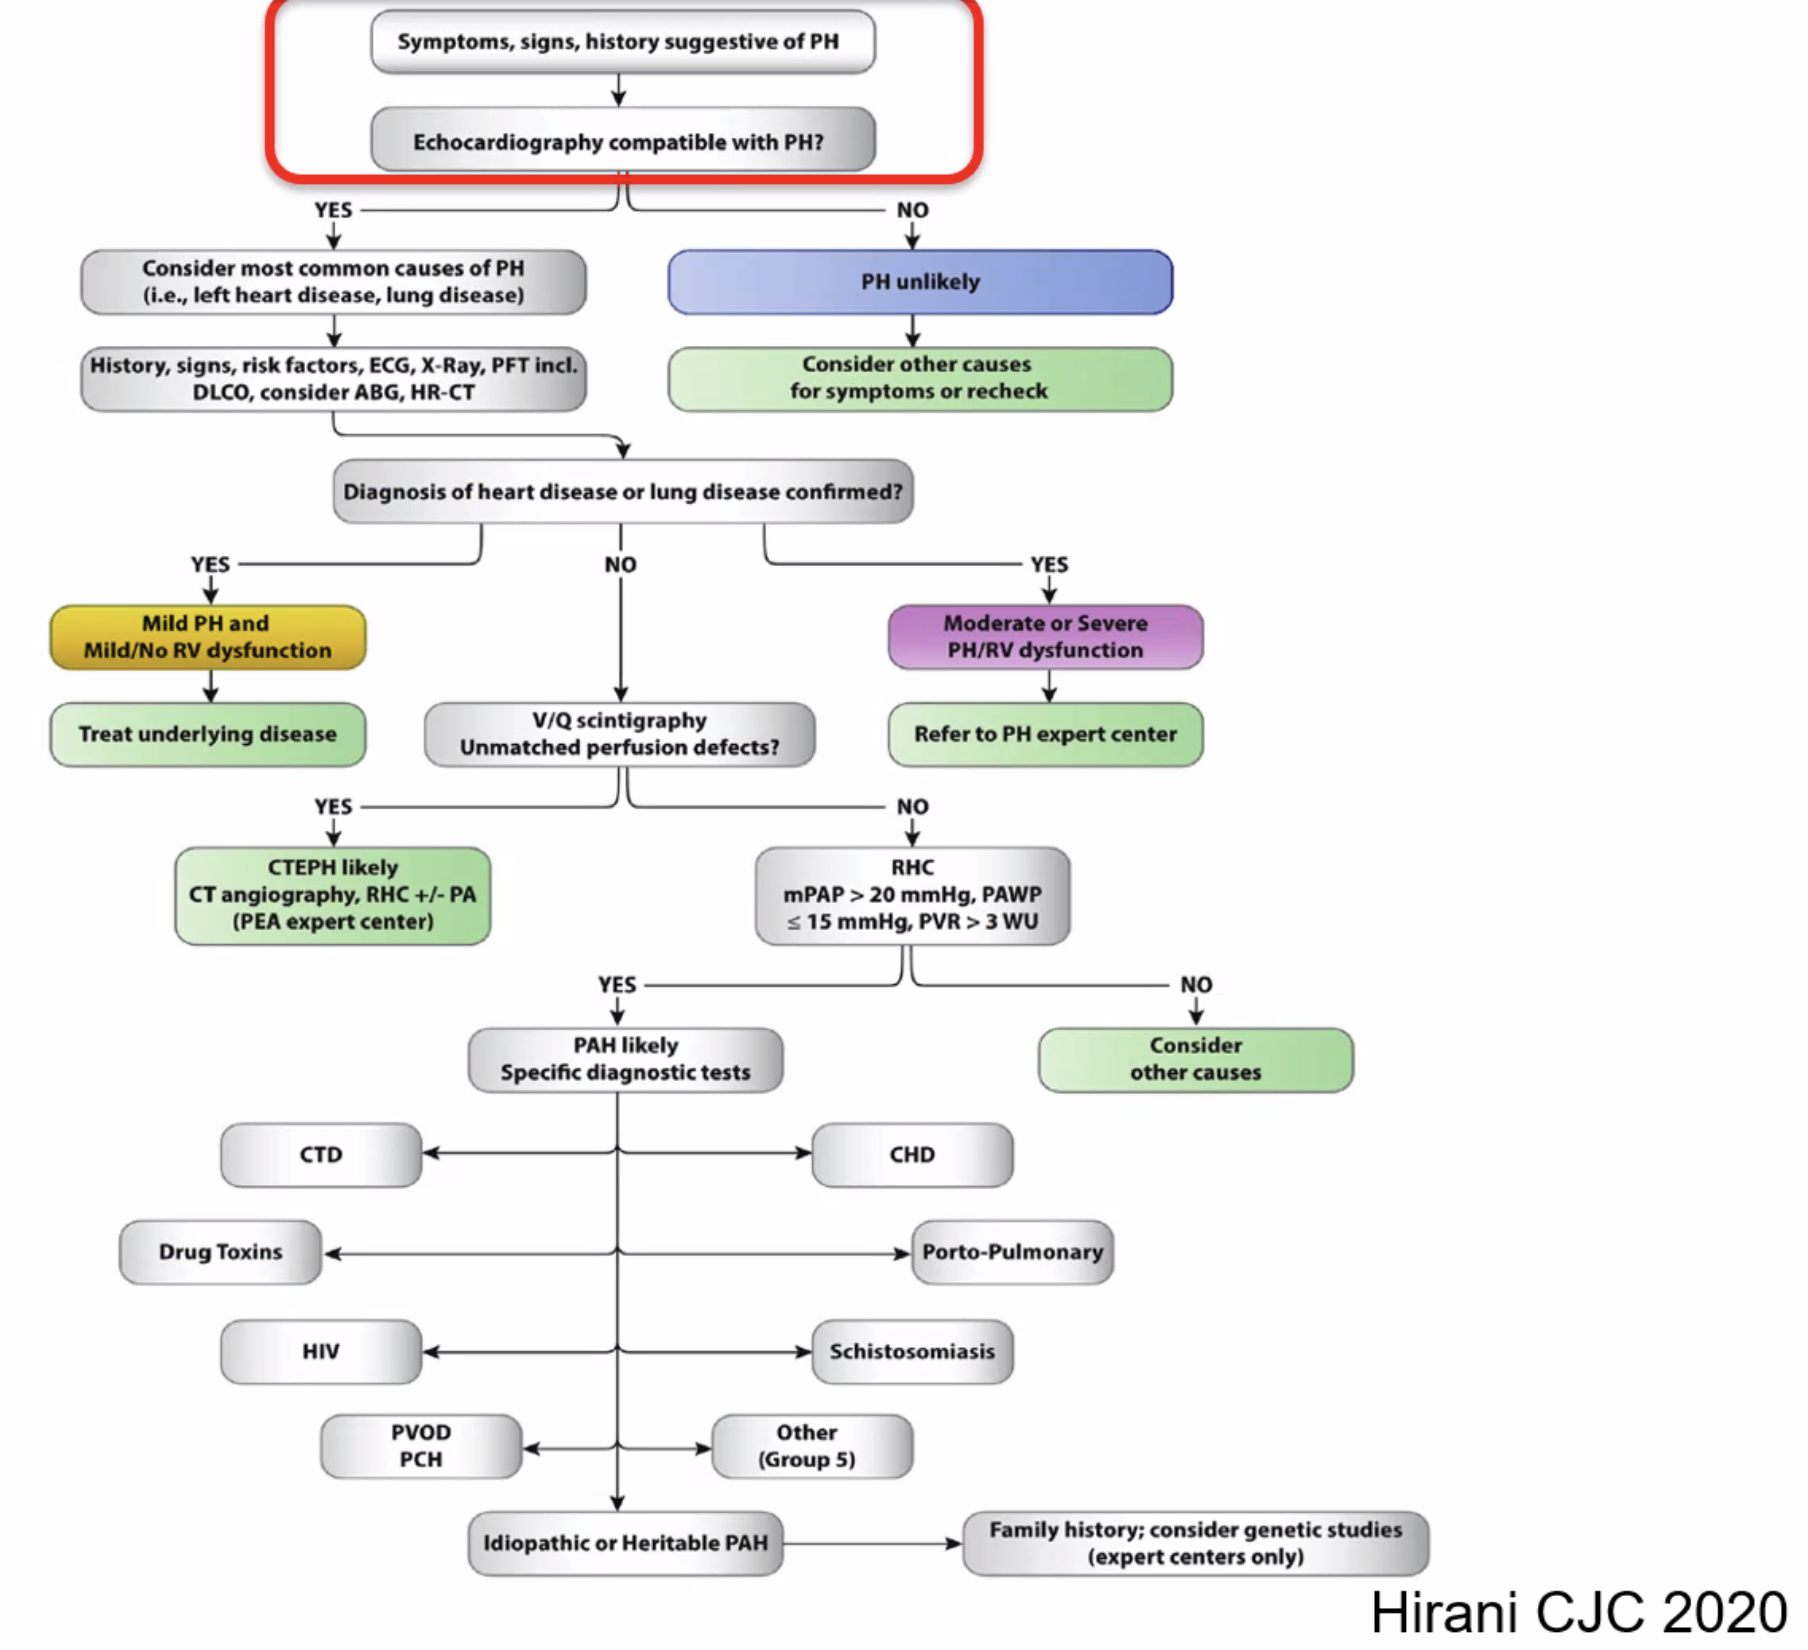 Symptoms, signs, history suggestive of PH
Echocardiography compatible with PH?
YES
NO
Consider most common causes of PH
(i.e., left heart disease, lung disease)
PH unlikely
History, signs, risk factors, ECG, X-Ray, PFT incl.
DLCO, consider ABG, HR-CT
Consider other causes
for symptoms or recheck
Diagnosis of heart disease or lung disease confirmed?
YES
NO
YES
Mild PH and
Mild/No RV dysfunction
Moderate or Severe
PH/RV dysfunction
Treat underlying disease
V/Q scintigraphy
Unmatched perfusion defects?
Refer to PH expert center
YES
NO
CTEPH likely
CT angiography, RHC +/- PA
(PEA expert center)
RHC
mPAP > 20 mmHg, PAWP
≤ 15 mmHg, PVR > 3 WU
YES
NO
PAH likely
Specific diagnostic tests
Consider
other causes
CTD
CHD
Drug Toxins
Porto-Pulmonary
HIV
Schistosomiasis
PVOD
PCH
Other
(Group 5)
Idiopathic or Heritable PAH
Family history; consider genetic studies
(expert centers only)
Hirani CJC 2020